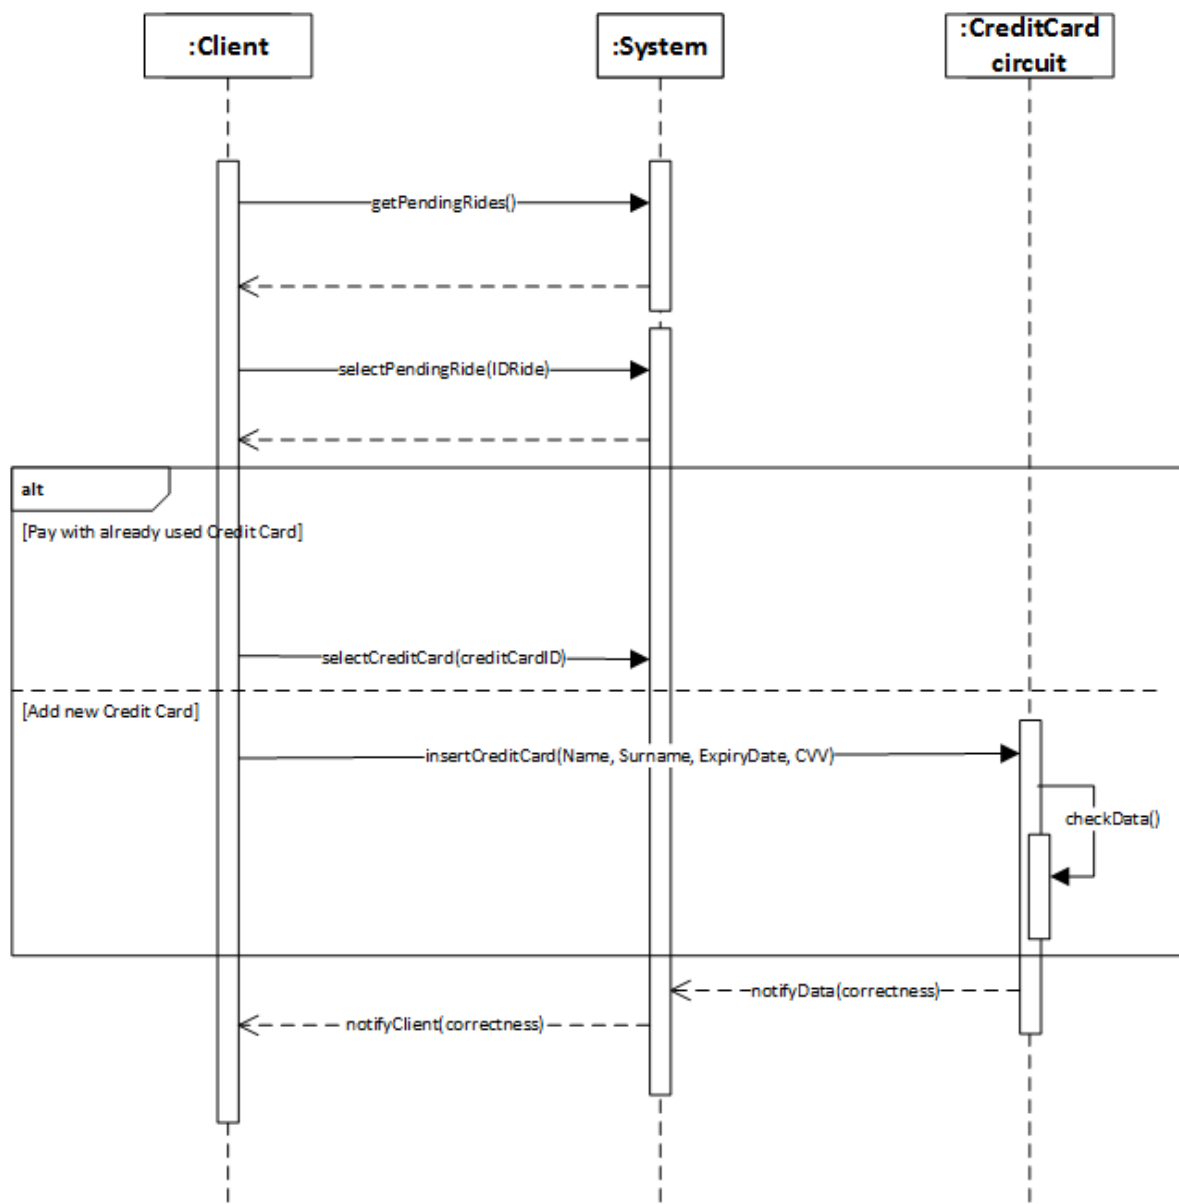 :Client
:System
:CreditCard
circuit
getPendingRides()
selectPendingRide(IDRide)
alt
[Pay with already used Credit Card]
selectCreditCard(creditCardID)
[Add new Credit Card]
insertCreditCard(Name, Surname, ExpiryDate, CVV)
checkData()
notifyData(correctness)
notifyClient(correctness)